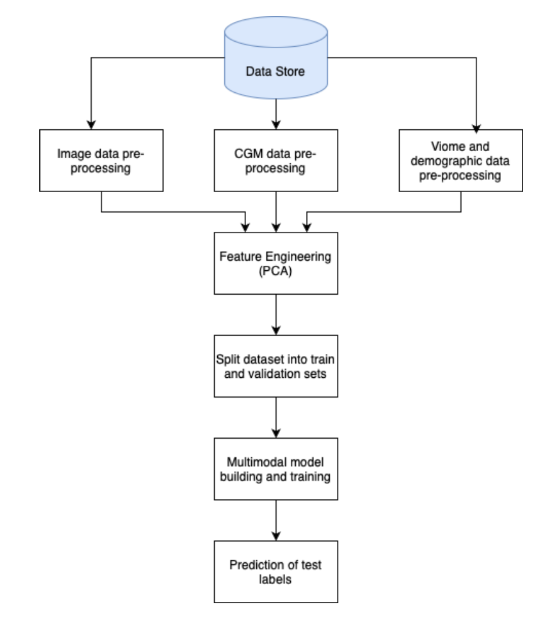 Data Store
Image data pre-
processing
CGM data pre-
processing
Viome and
demographic data
pre-processing
Feature Engineering
(PCA)
Split dataset into train
and validation sets
Multimodal model
building and training
Prediction of test
labels